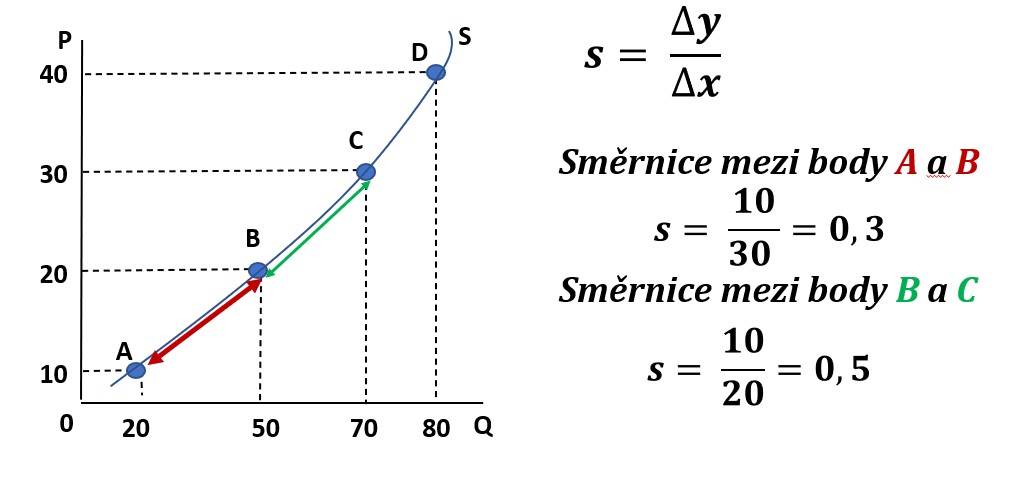 P
S
D
40
C
30
B
20
A
10
0
20
50
70
80
Q
s = Δy / Δx
Směrnice mezi body A a B
s = 10 / 30 = 0,3
Směrnice mezi body B a C
s = 10 / 20 = 0,5